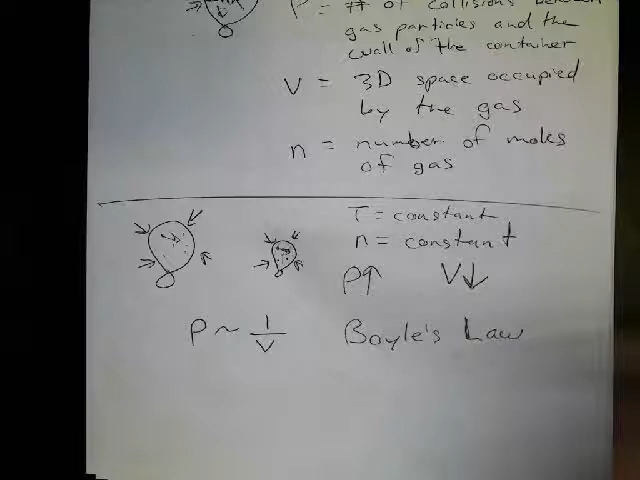 P = # of collisions between
gas particles and the
wall of the container
V = 3D space occupied
by the gas
n = number of moles
of gas
T = constant
n = constant
P↑ V↓
P ~ 1/V Boyle's Law